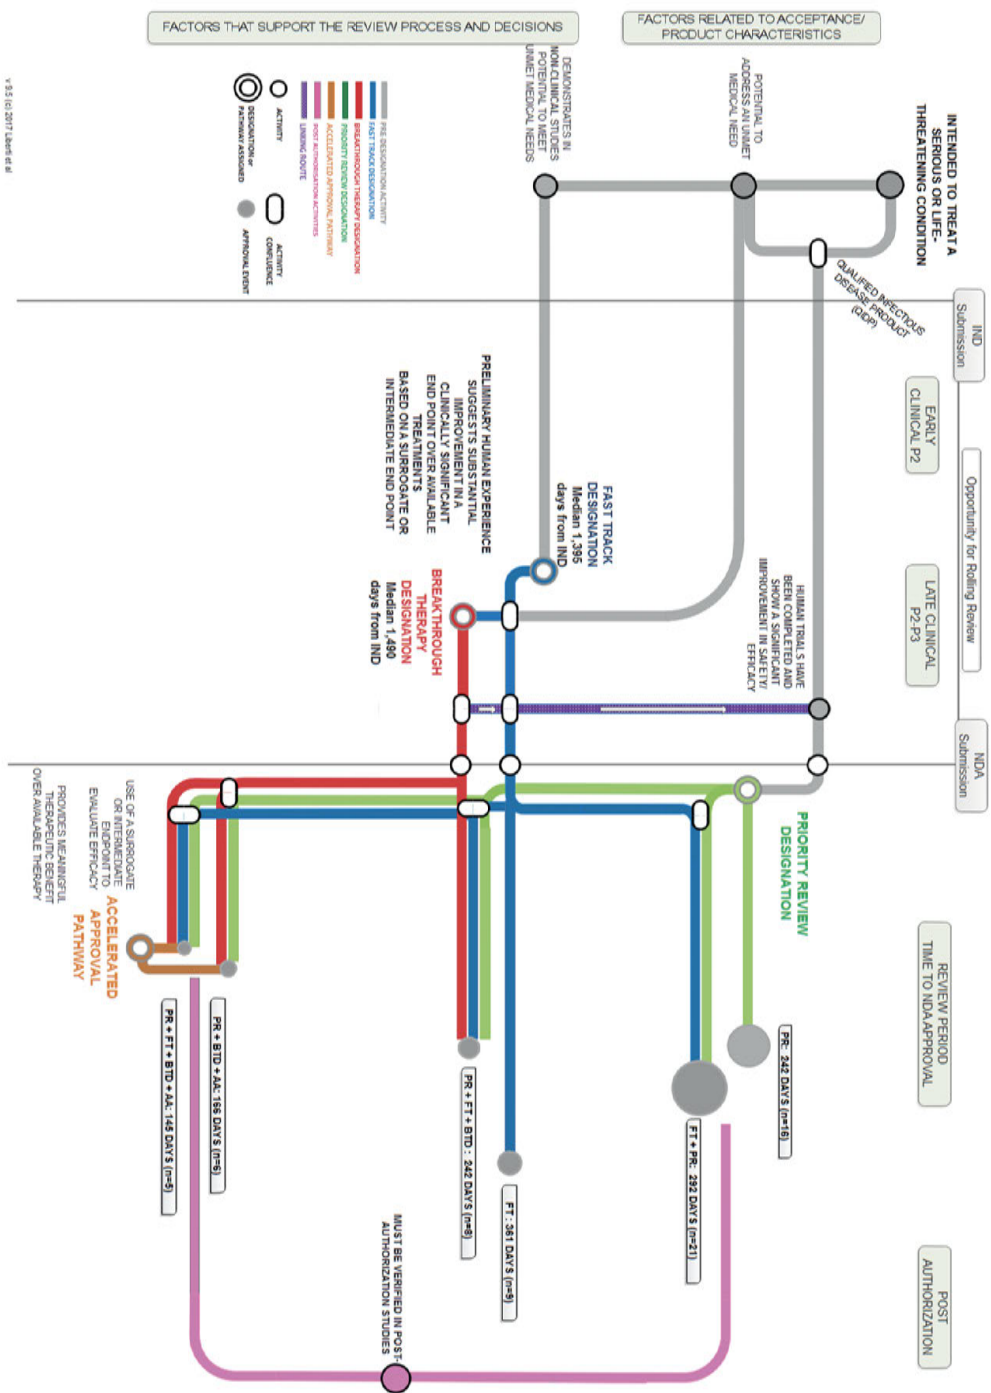 FACTORS RELATED TO ACCEPTANCE/
PRODUCT CHARACTERISTICS
FACTORS THAT SUPPORT THE REVIEW PROCESS AND DECISIONS
IND
Submission
Opportunity for Rolling Review
NDA
Submission
EARLY
CLINICAL P2
LATE CLINICAL
P2-P3
REVIEW PERIOD
TIME TO NDA APPROVAL
POST
AUTHORIZATION
INTENDED TO TREAT A
SERIOUS OR LIFE-
THREATENING CONDITION
QUALIFIED INFECTIOUS
DISEASE PRODUCT
(QIDP)
POTENTIAL TO
ADDRESS AN UNMET
MEDICAL NEED
DEMONSTRATES IN
NON-CLINICAL STUDIES
POTENTIAL TO MEET
UNMET MEDICAL NEEDS
HUMAN TRIALS HAVE
BEEN COMPLETED AND
SHOW A SIGNIFICANT
IMPROVEMENT IN SAFETY/
EFFICACY
PRIORITY REVIEW
DESIGNATION
PR: 242 DAYS (n=16)
FT + PR: 292 DAYS (n=21)
FAST TRACK
DESIGNATION
Median 1,395
days from IND
FT : 361 DAYS (n=9)
PRELIMINARY HUMAN EXPERIENCE
SUGGESTS SUBSTANTIAL
IMPROVEMENT IN A
CLINICALLY SIGNIFICANT
END POINT OVER AVAILABLE
TREATMENTS
BASED ON A SURROGATE OR
INTERMEDIATE END POINT
BREAKTHROUGH
THERAPY
DESIGNATION
Median 1,490
days from IND
PR + FT + BTD : 242 DAYS (n=8)
MUST BE VERIFIED IN POST-
AUTHORIZATION STUDIES
PRE DESIGNATION ACTIVITY
FAST TRACK DESIGNATION
BREAKTHROUGH THERAPY DESIGNATION
PRIORITY REVIEW DESIGNATION
ACCELERATED APPROVAL PATHWAY
POST AUTHORISATION ACTIVITIES
LINKING ROUTE
ACTIVITY
ACTIVITY
CONFLUENCE
DESIGNATION or
PATHWAY ASSIGNED
APPROVAL EVENT
PR + BTD + AA: 166 DAYS (n=6)
PR + FT + BTD + AA: 145 DAYS (n=5)
USE OF A SURROGATE
OR INTERMEDIATE
ENDPOINT TO
EVALUATE EFFICACY
ACCELERATED
APPROVAL
PATHWAY
PROVIDES MEANINGFUL
THERAPEUTIC BENEFIT
OVER AVAILABLE THERAPY
v 9.5 (c) 2017 Liberti et al